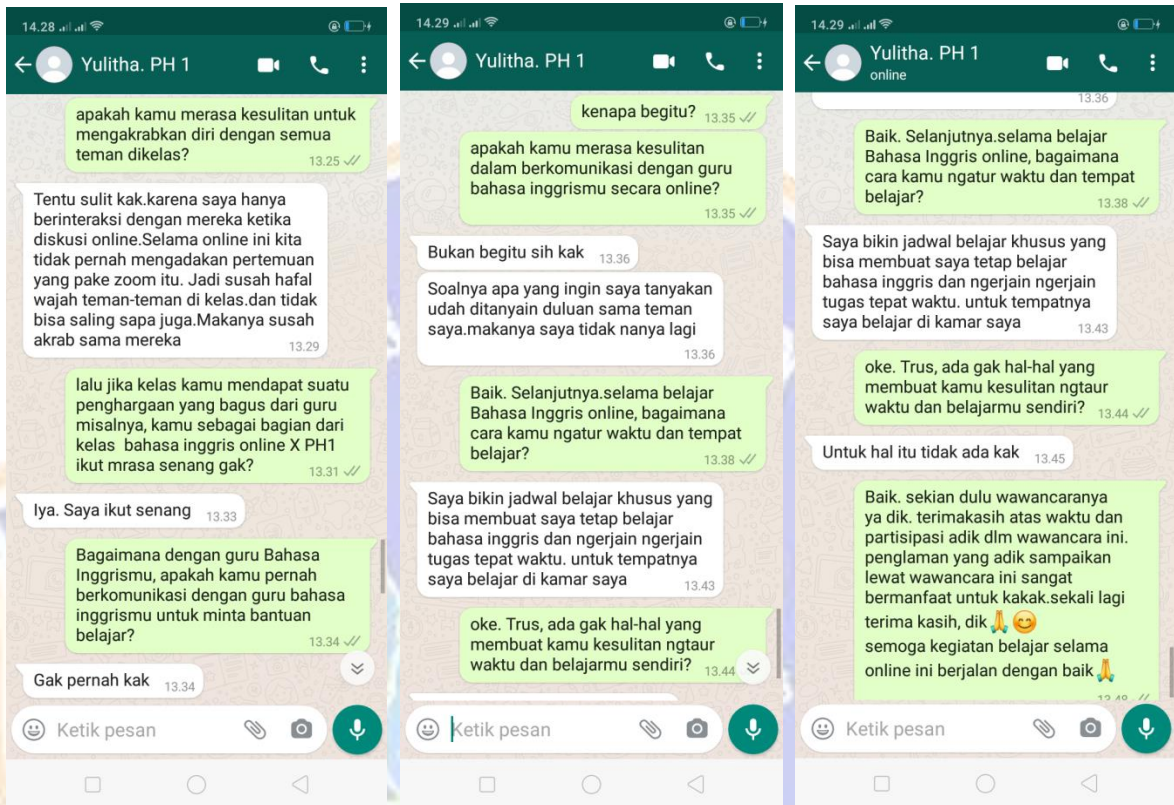 14.28
Yulitha. PH 1
apakah kamu merasa kesulitan untuk
mengakrabkan diri dengan semua
teman dikelas?
13.25
Tentu sulit kak.karena saya hanya
berinteraksi dengan mereka ketika
diskusi online.Selama online ini kita
tidak pernah mengadakan pertemuan
yang pake zoom itu. Jadi susah hafal
wajah teman-teman di kelas.dan tidak
bisa saling sapa juga.Makanya susah
akrab sama mereka
13.29
lalu jika kelas kamu mendapat suatu
penghargaan yang bagus dari guru
misalnya, kamu sebagai bagian dari
kelas bahasa inggris online X PH1
ikut mrasa senang gak?
13.31
Iya. Saya ikut senang 13.33
Bagaimana dengan guru Bahasa
Inggrismu, apakah kamu pernah
berkomunikasi dengan guru bahasa
inggrismu untuk minta bantuan
belajar?
13.34
Gak pernah kak 13.34
Ketik pesan
14.29
Yulitha. PH 1
kenapa begitu? 13.35
apakah kamu merasa kesulitan
dalam berkomunikasi dengan guru
bahasa inggrismu secara online?
13.35
Bukan begitu sih kak 13.36
Soalnya apa yang ingin saya tanyakan
udah ditanyain duluan sama teman
saya.makanya saya tidak nanya lagi
13.36
Baik. Selanjutnya.selama belajar
Bahasa Inggris online, bagaimana
cara kamu ngatur waktu dan tempat
belajar?
13.38
Saya bikin jadwal belajar khusus yang
bisa membuat saya tetap belajar
bahasa inggris dan ngerjain ngerjain
tugas tepat waktu. untuk tempatnya
saya belajar di kamar saya
13.43
oke. Trus, ada gak hal-hal yang
membuat kamu kesulitan ngtaur
waktu dan belajarmu sendiri? 13.44
Ketik pesan
14.29
Yulitha. PH 1
online
13.36
Baik. Selanjutnya.selama belajar
Bahasa Inggris online, bagaimana
cara kamu ngatur waktu dan tempat
belajar?
13.38
Saya bikin jadwal belajar khusus yang
bisa membuat saya tetap belajar
bahasa inggris dan ngerjain ngerjain
tugas tepat waktu. untuk tempatnya
saya belajar di kamar saya
13.43
oke. Trus, ada gak hal-hal yang
membuat kamu kesulitan ngtaur
waktu dan belajarmu sendiri? 13.44
Untuk hal itu tidak ada kak 13.45
Baik. sekian dulu wawancaranya
ya dik. terimakasih atas waktu dan
partisipasi adik dlm wawancara ini.
penglaman yang adik sampaikan
lewat wawancara ini sangat
bermanfaat untuk kakak.sekali lagi
terima kasih, dik🙏😊
semoga kegiatan belajar selama
online ini berjalan dengan baik🙏
Ketik pesan